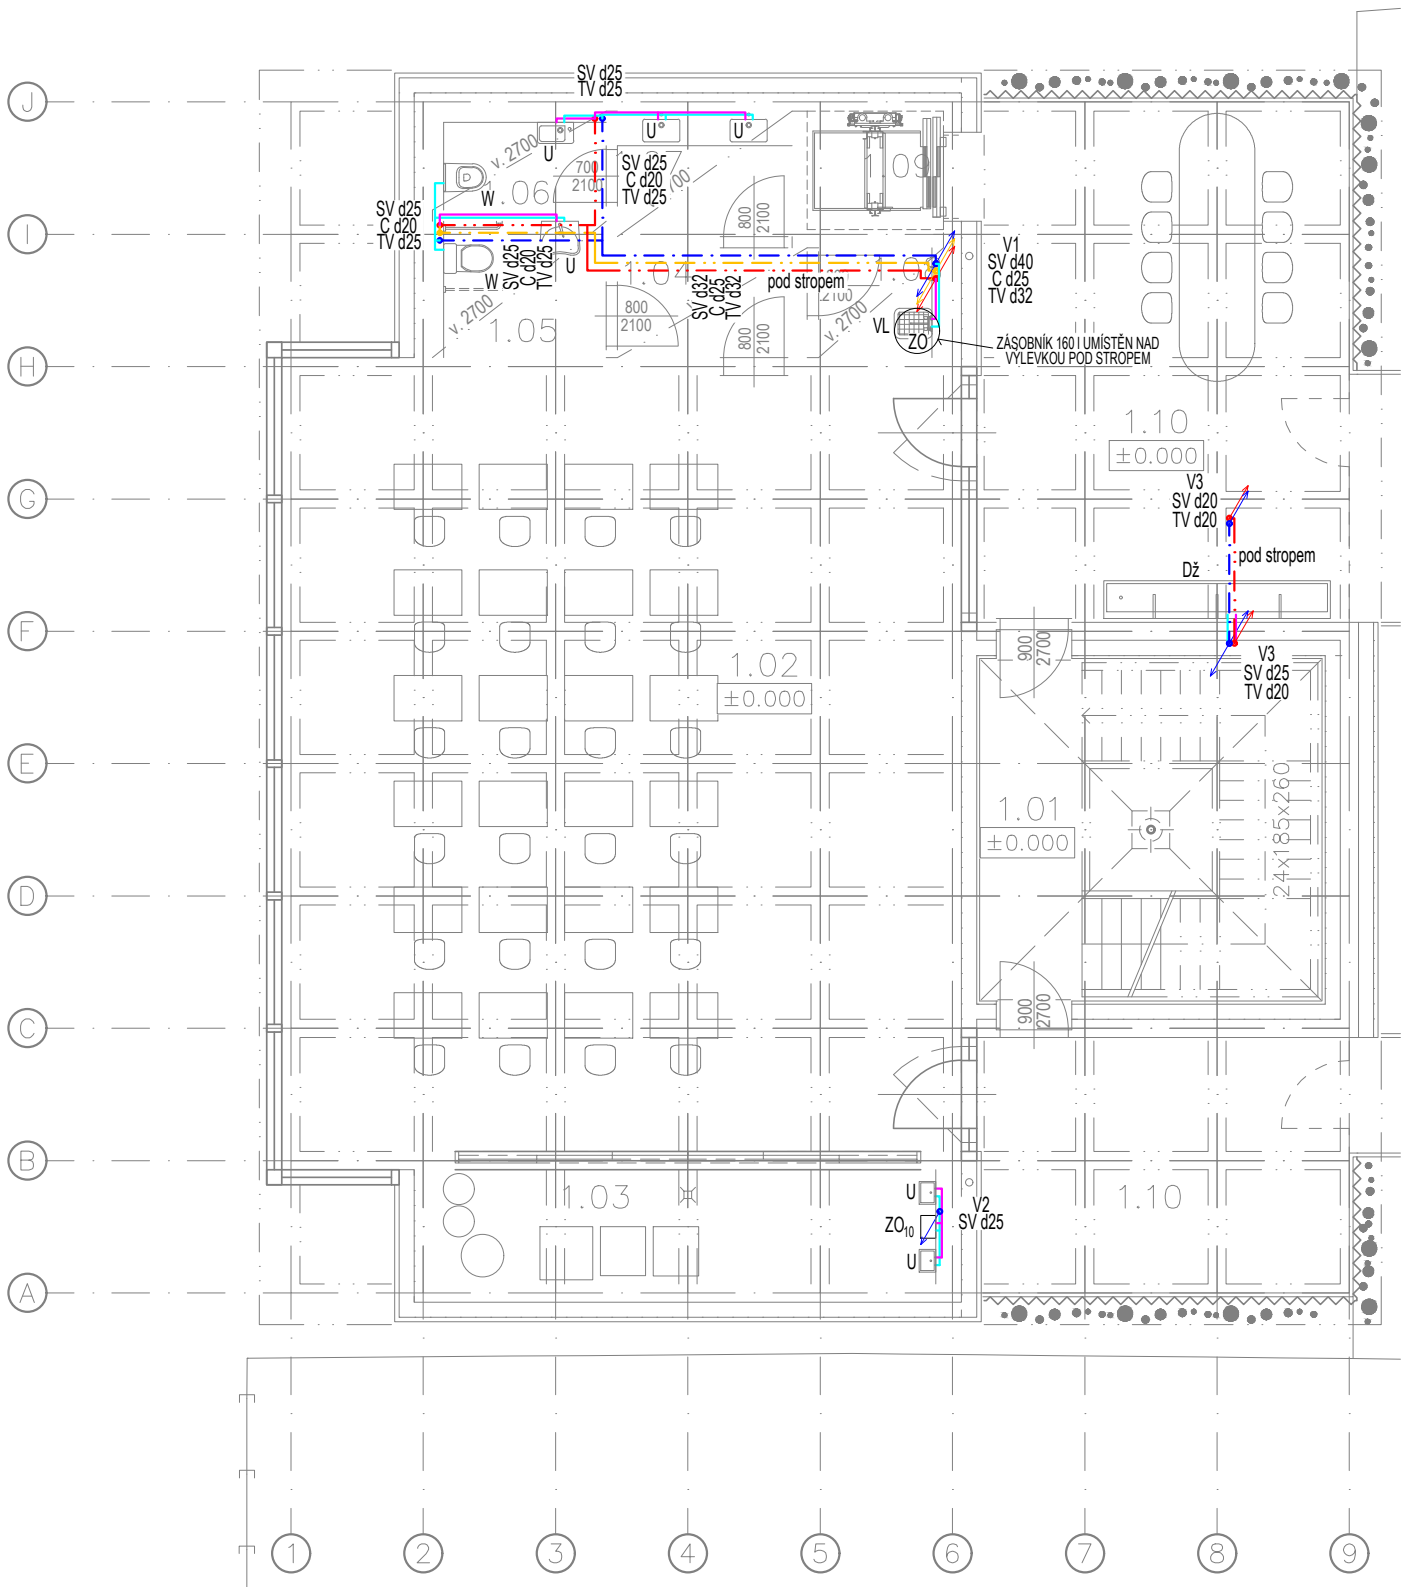 SV d25
TV d25
J
U
U
U
v. 2700
700
2100
SV d25
C d20
TV d25
1.09
1.06
W
800
2100
SV d25
C d20
TV d25
I
V1
SV d40
C d25
TV d32
W
SV d25
C d20
TV d25
U
1.04
pod stropem
SV d32
C d25
TV d32
800
2100
2100
v. 2700
v. 2700
1.05
800
2100
VL
ZO
ZÁSOBNÍK 160 l UMÍSTĚN NAD
VÝLEVKOU POD STROPEM
H
1.10
±0.000
G
V3
SV d20
TV d20
pod stropem
Dž
F
900
2700
V3
SV d25
TV d20
1.02
±0.000
E
1.01
±0.000
24x185x260
D
900
2700
C
B
1.03
U
V2
SV d25
ZO10
U
1.10
A
1
2
3
4
5
6
7
8
9